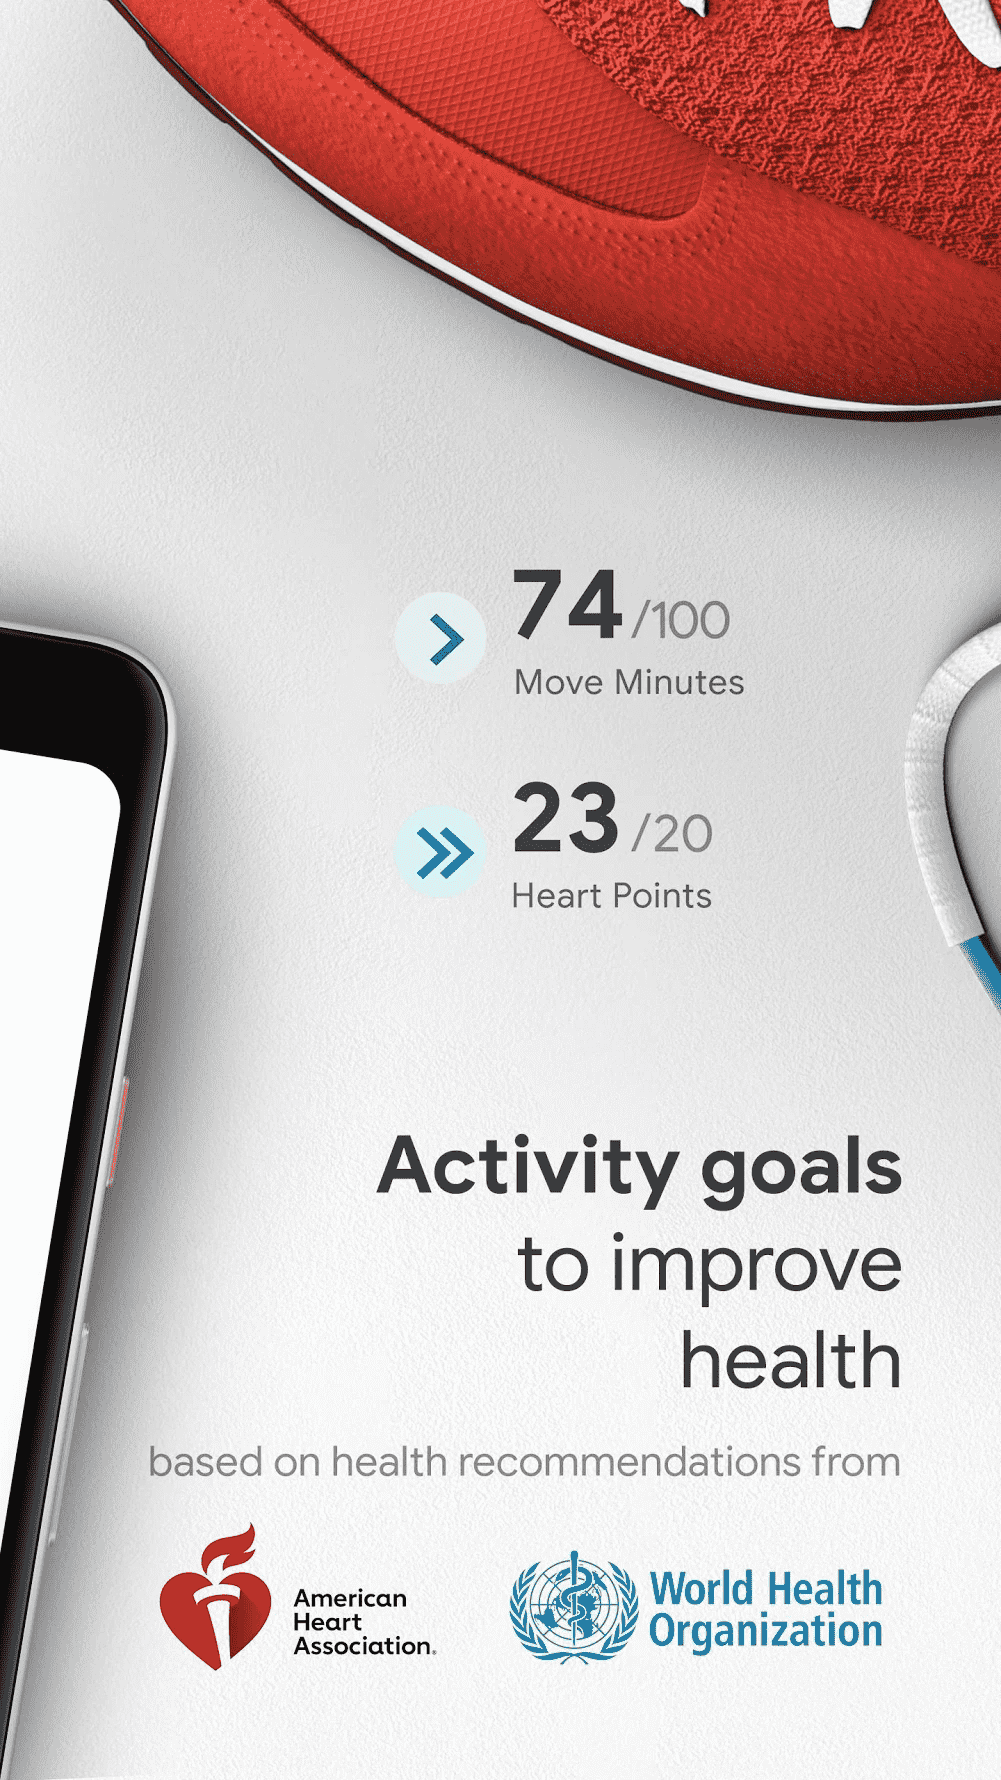 74 /100
Move Minutes
23 /20
Heart Points
Activity goals
to improve
health
based on health recommendations from
American
Heart
Association®
World Health
Organization